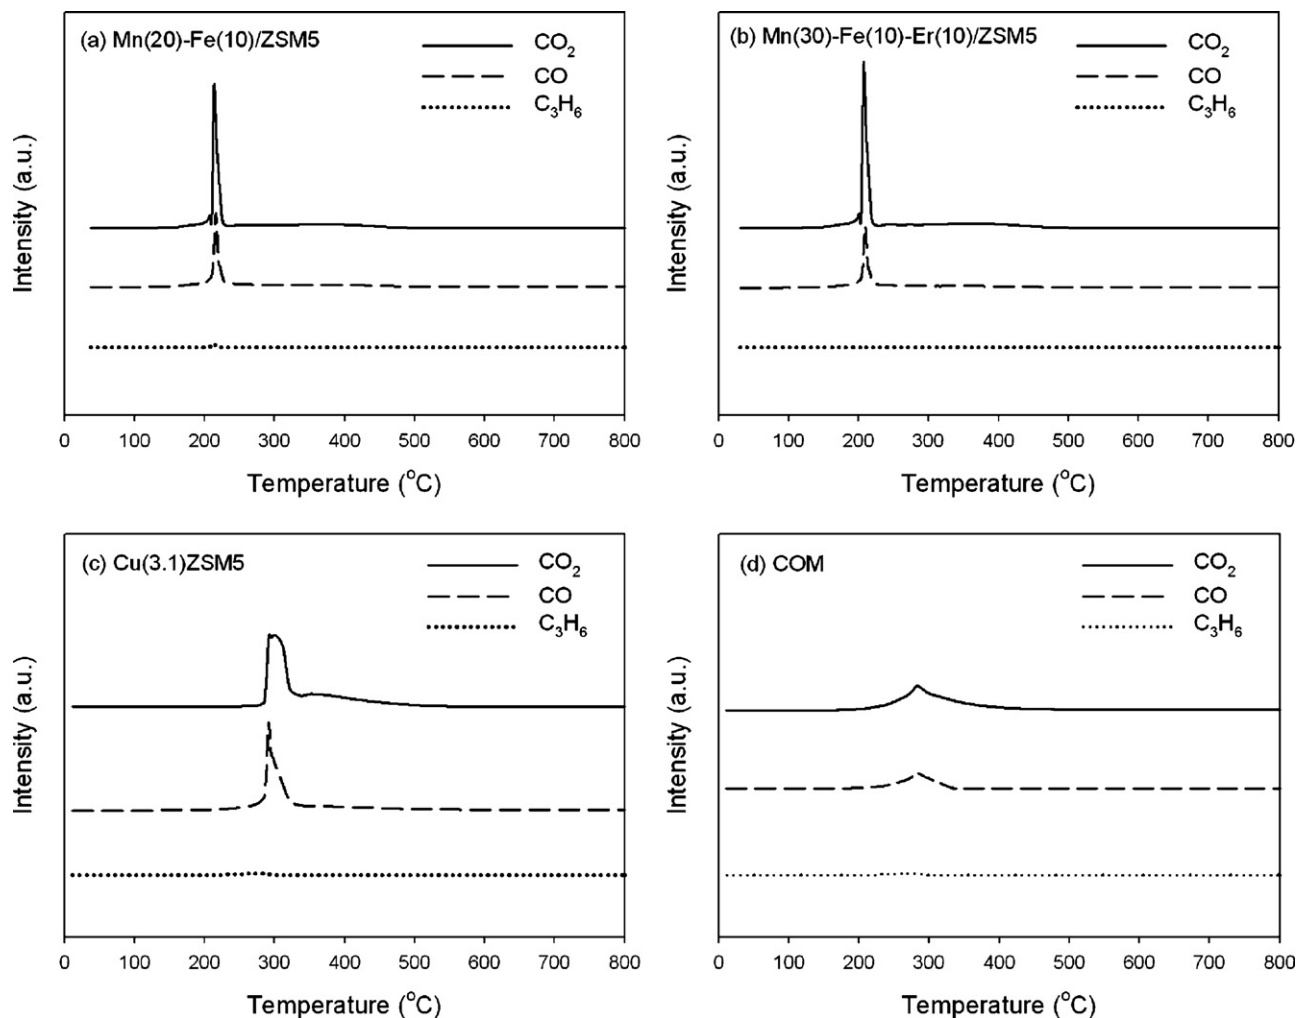 (a) Mn(20)-Fe(10)/ZSM5
CO₂
CO
C₃H₆
Intensity (a.u.)
0 100 200 300 400 500 600 700 800
Temperature (°C)
(b) Mn(30)-Fe(10)-Er(10)/ZSM5
CO₂
CO
C₃H₆
Intensity (a.u.)
0 100 200 300 400 500 600 700 800
Temperature (°C)
(c) Cu(3.1)ZSM5
CO₂
CO
C₃H₆
Intensity (a.u.)
0 100 200 300 400 500 600 700 800
Temperature (°C)
(d) COM
CO₂
CO
C₃H₆
Intensity (a.u.)
0 100 200 300 400 500 600 700 800
Temperature (°C)